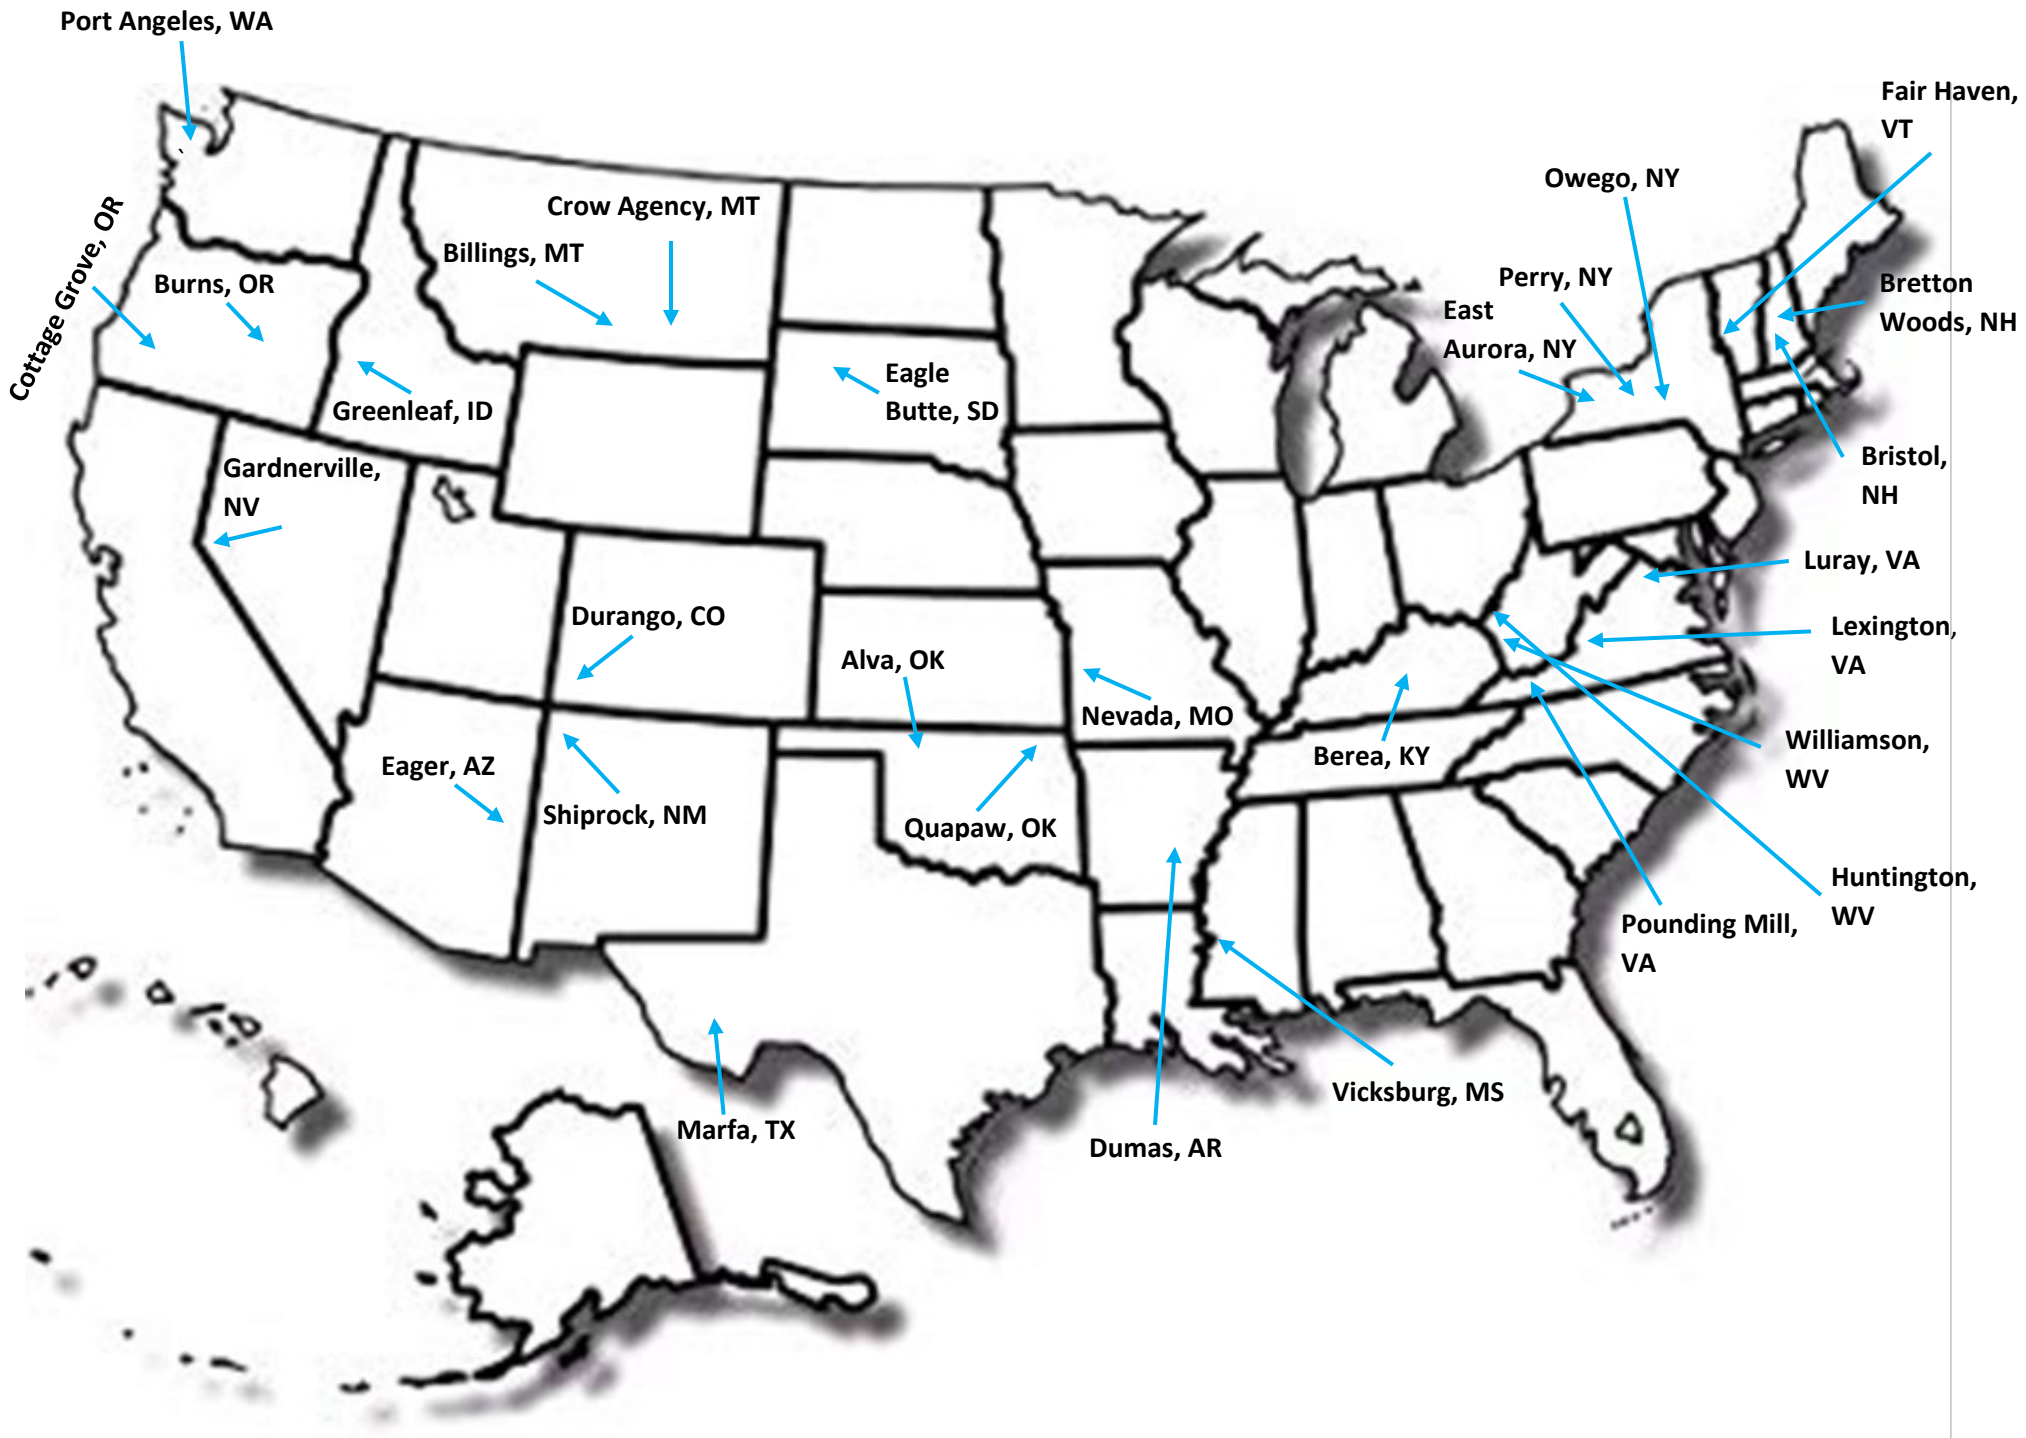 Port Angeles, WA
Fair Haven,
VT
Owego, NY
Crow Agency, MT
Billings, MT
Cottage Grove, OR
Burns, OR
Perry, NY
East
Aurora, NY
Bretton
Woods, NH
Eagle
Butte, SD
Greenleaf, ID
Gardnerville,
NV
Bristol,
NH
Luray, VA
Durango, CO
Alva, OK
Lexington,
VA
Nevada, MO
Berea, KY
Williamson,
WV
Eager, AZ
Shiprock, NM
Quapaw, OK
Huntington,
WV
Pounding Mill,
VA
Vicksburg, MS
Marfa, TX
Dumas, AR